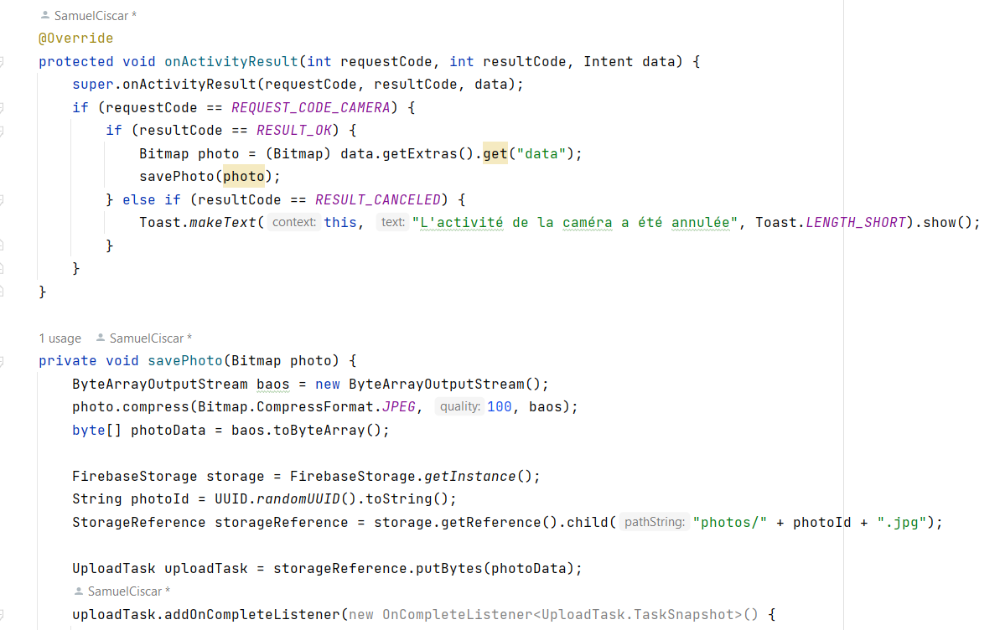 SamuelCiscar *
@Override
protected void onActivityResult(int requestCode, int resultCode, Intent data) {
super.onActivityResult(requestCode, resultCode, data);
if (requestCode == REQUEST_CODE_CAMERA) {
if (resultCode == RESULT_OK) {
Bitmap photo = (Bitmap) data.getExtras().get("data");
savePhoto(photo);
} else if (resultCode == RESULT_CANCELED) {
Toast.makeText( context: this, text: "L'activité de la caméra a été annulée", Toast.LENGTH_SHORT).show();
}
}
}
1 usage SamuelCiscar *
private void savePhoto(Bitmap photo) {
ByteArrayOutputStream baos = new ByteArrayOutputStream();
photo.compress(Bitmap.CompressFormat.JPEG, quality: 100, baos);
byte[] photoData = baos.toByteArray();
FirebaseStorage storage = FirebaseStorage.getInstance();
String photoId = UUID.randomUUID().toString();
StorageReference storageReference = storage.getReference().child( pathString: "photos/" + photoId + ".jpg");
UploadTask uploadTask = storageReference.putBytes(photoData);
SamuelCiscar *
uploadTask.addOnCompleteListener(new OnCompleteListener<UploadTask.TaskSnapshot>() {